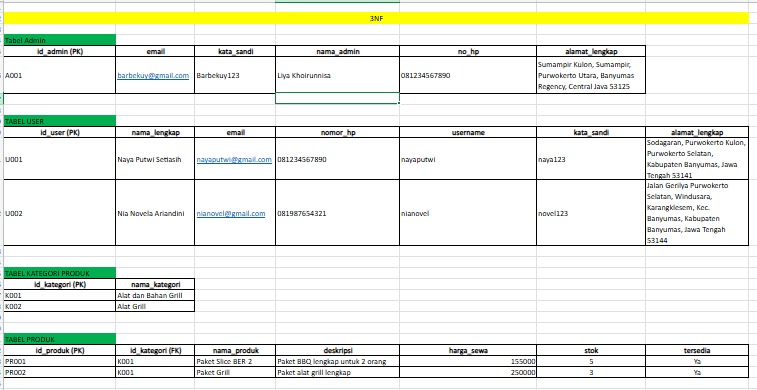 3NF
Tabel Admin
id_admin (PK) email kata_sandi nama_admin no_hp alamat_lengkap
A001 barbekuy@gmail.com Barbekuy123 Liya Khoirunnisa 081234567890 Sumampir Kulon, Sumampir,
Purwokerto Utara, Banyumas
Regency, Central Java 53125
TABEL USER
id_user (PK) nama_lengkap email nomor_hp username kata_sandi alamat_lengkap
U001 Naya Putwi Setiasih nayaputwi@gmail.com 081234567890 nayaputwi naya123 Sodagaran, Purwokerto Kulon,
Purwokerto Selatan,
Kabupaten Banyumas, Jawa
Tengah 53141
U002 Nia Novela Ariandini nianovel@gmail.com 081987654321 nianovel novel123 Jalan Gerilya Purwokerto
Selatan, Windusara,
Karangklesem, Kec.
Banyumas, Kabupaten
Banyumas, Jawa Tengah
53144
TABEL KATEGORI PRODUK
id_kategori (PK) nama_kategori
K001 Alat dan Bahan Grill
K002 Alat Grill
TABEL PRODUK
id_produk (PK) id_kategori (FK) nama_produk deskripsi harga_sewa stok tersedia
PR001 K001 Paket Slice BER-2 Paket BBQ lengkap untuk 2 orang 155000 5 Ya
PR002 K001 Paket Grill Paket alat grill lengkap 250000 3 Ya